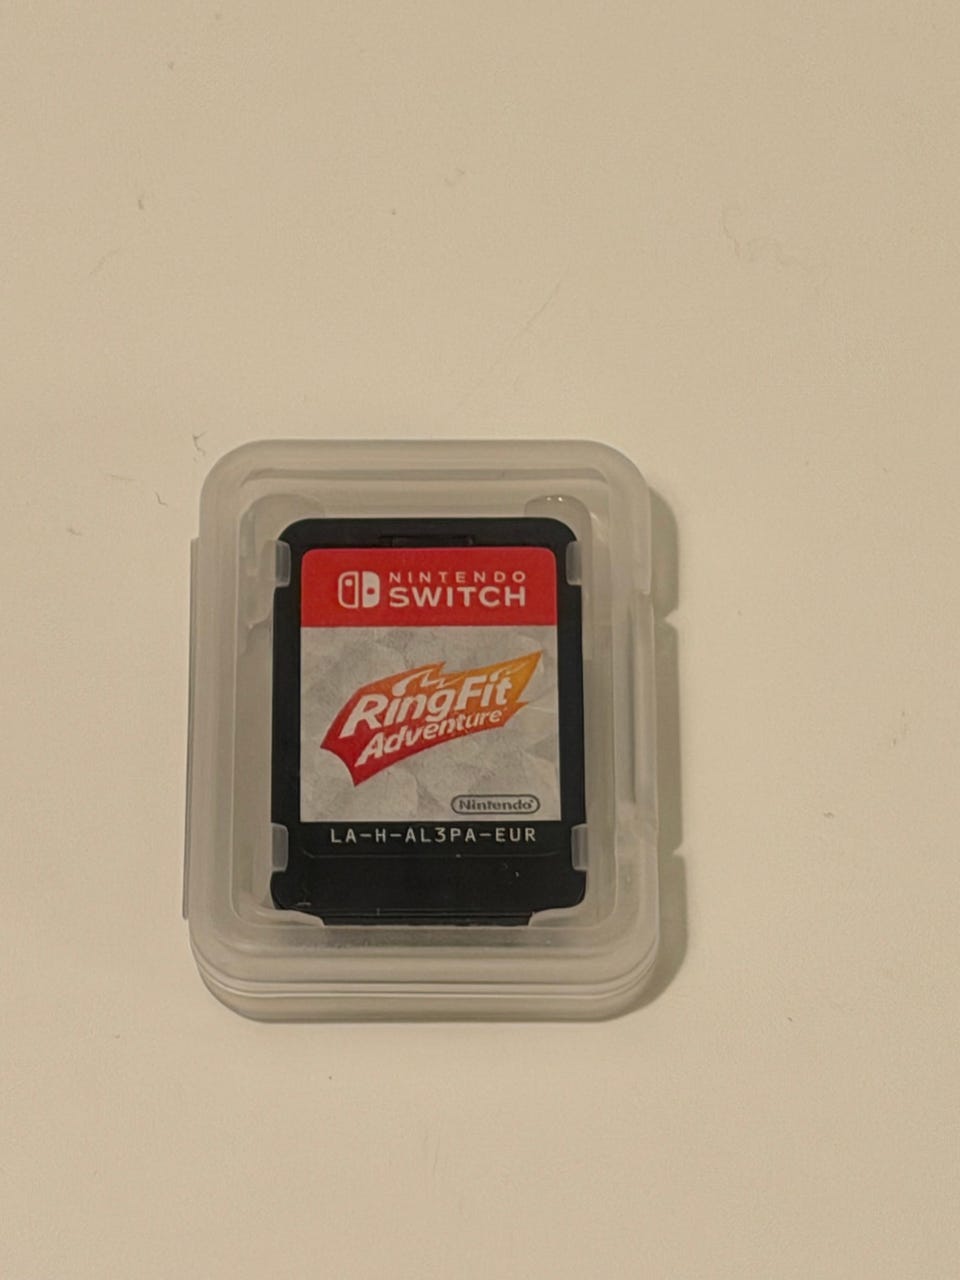 NINTENDO
SWITCH
RingFit
Adventure
Nintendo
LA-H-AL3PA-EUR